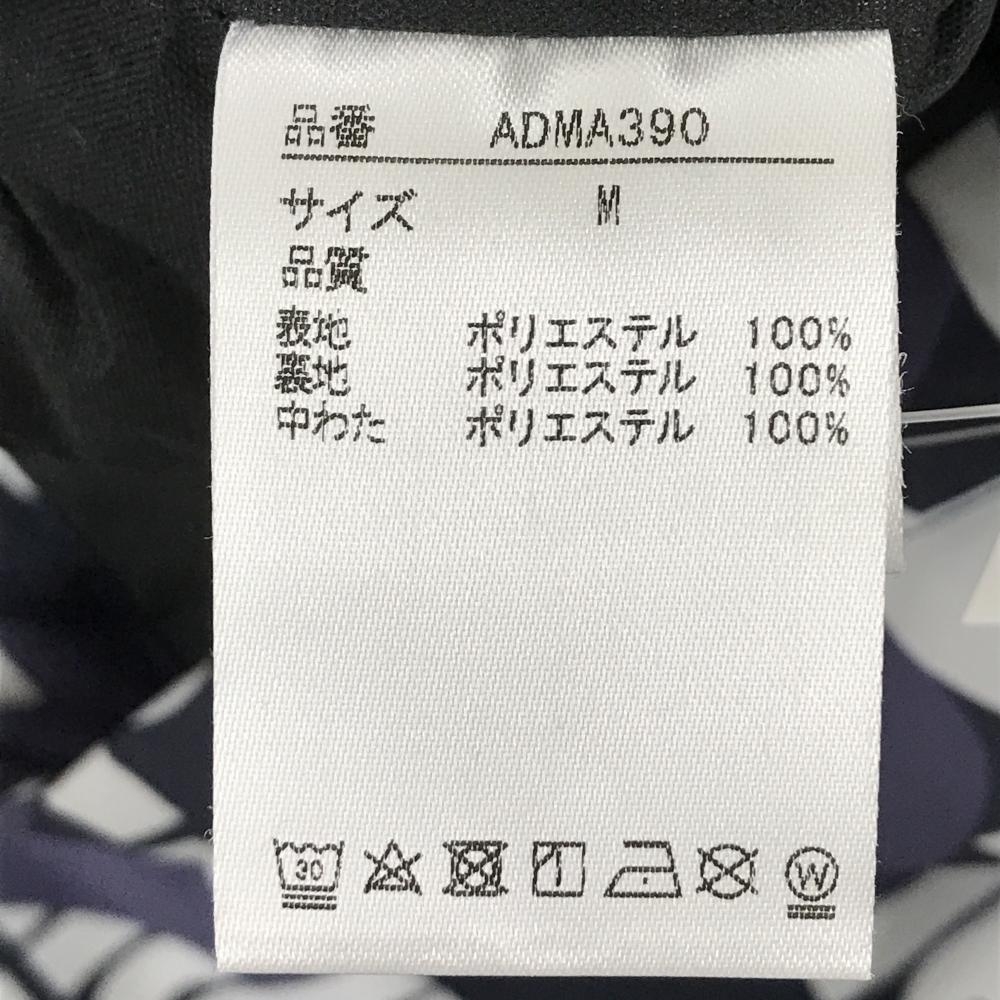 品番 ADMA390
サイズ M
品質
表地 ポリエステル 100%
裏地 ポリエステル 100%
中わた ポリエステル 100%
30 W